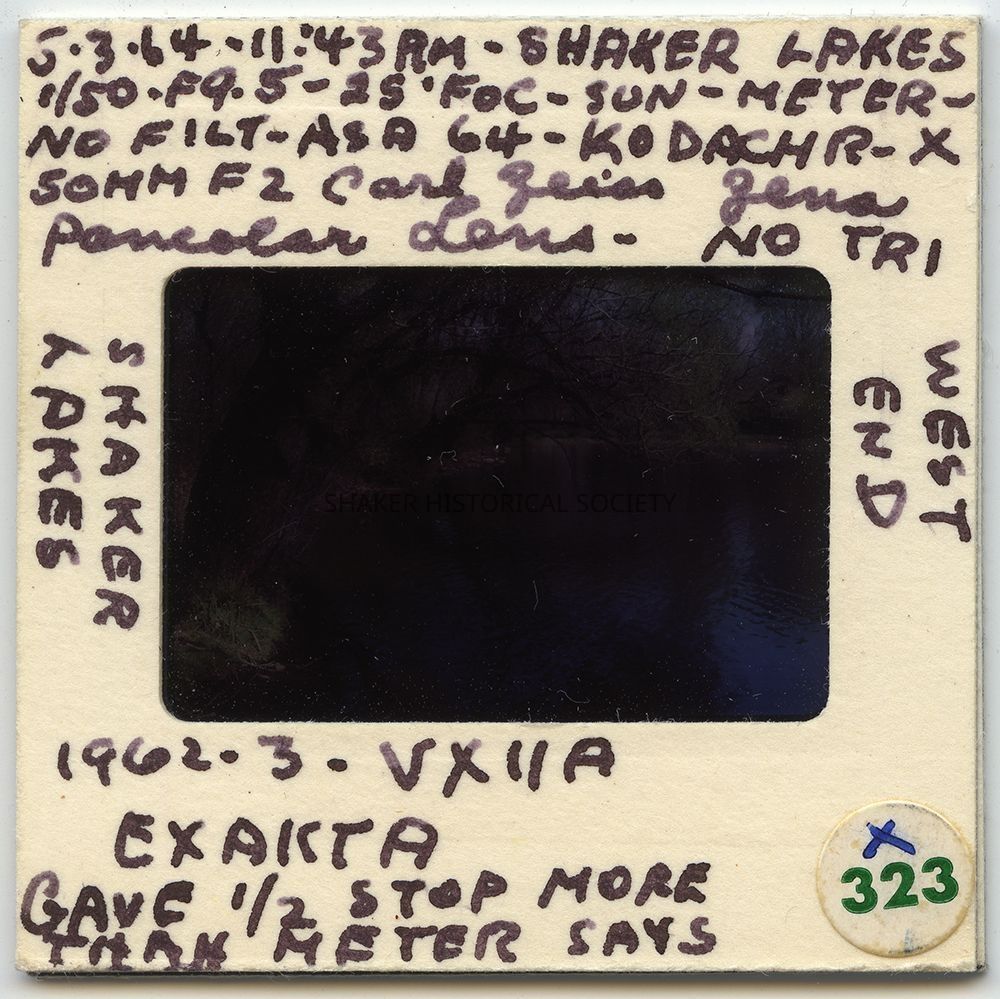 5.3.64-11:43AM-SHAKER LAKES
1/50.F9.5-25'FOC-SUN-METER-
NO FILT-ASA 64-KODACHR-X
50MM F2 Carl Zeiss Jena
Pancolar Lens- NO TRI
SHAKER
LAKES
WEST
END
SHAKER HISTORICAL SOCIETY
1962.3. VXIIA
EXAKTA
GAVE 1/2 STOP MORE
THAN METER SAYS
X
323